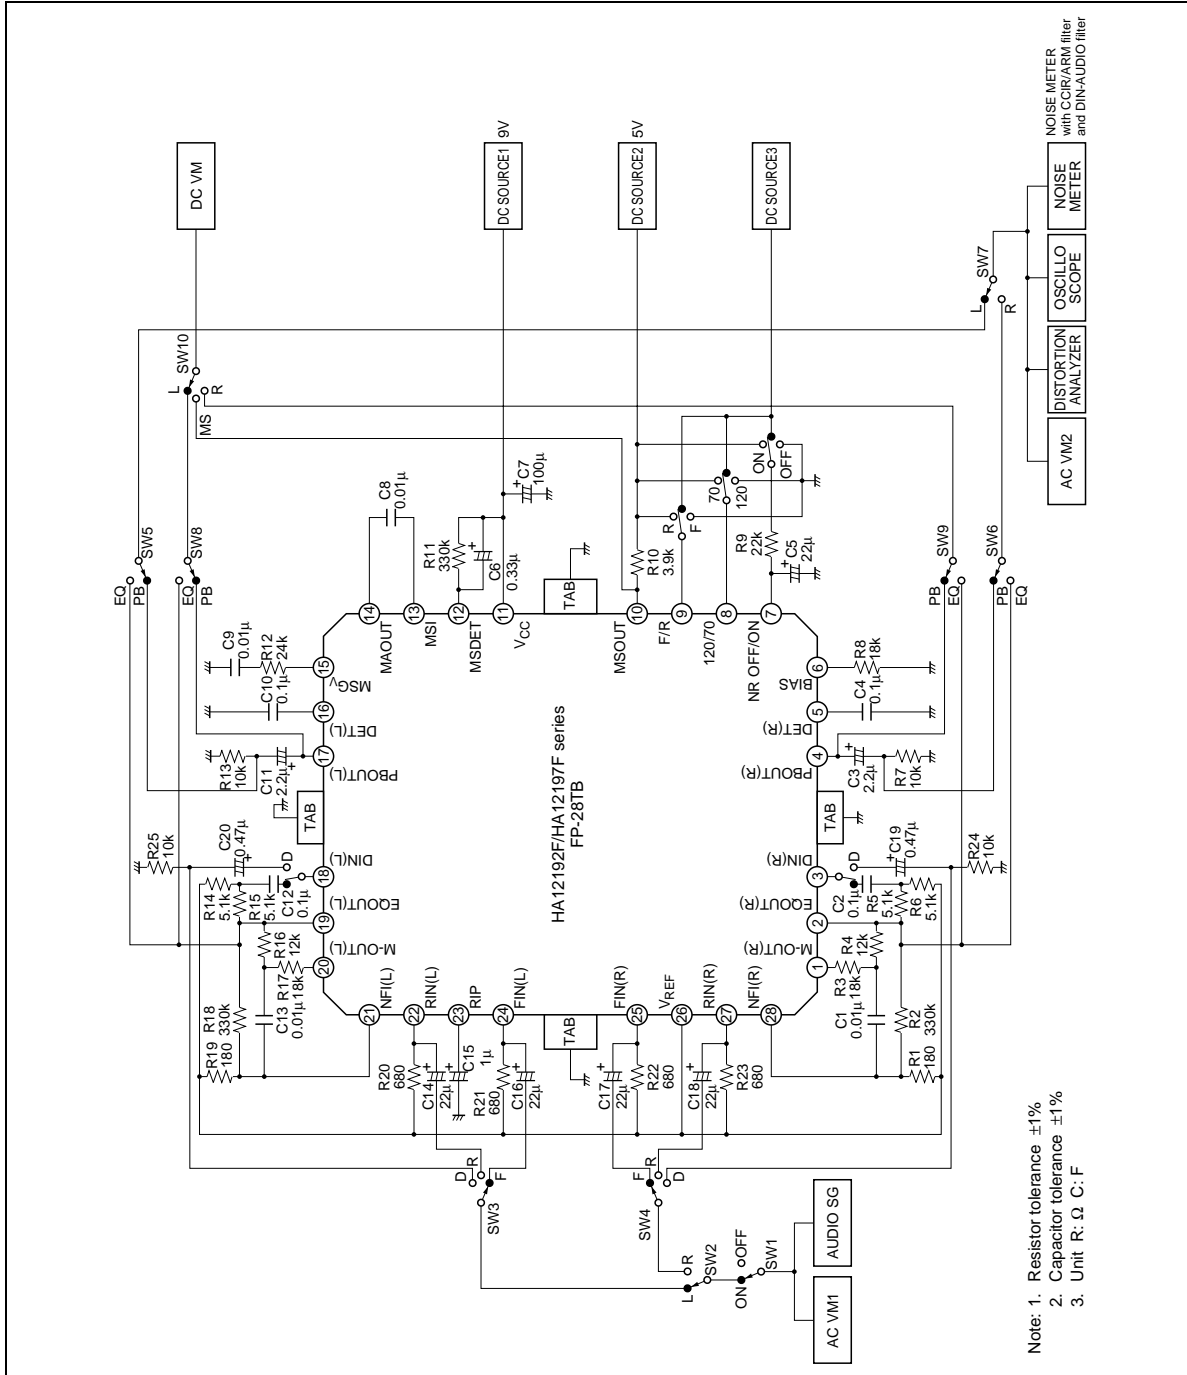 DC VM
DC SOURCE1 9V
DC SOURCE2 5V
DC SOURCE3
NOISE METER
with CCIR/ARM filter
and DIN-AUDIO filter
NOISE
METER
OSCILLO
SCOPE
DISTORTION
ANALYZER
AC VM2
SW7
L
R
SW10
L
R
MS
SW5
EQ
PB
SW8
EQ
PB
SW9
PB
EQ
SW6
PB
EQ
C8
0.01µ
C7
100µ
R11
330k
C6
0.33µ
R10
3.9k
R
F
70
120
ON
OFF
R9
22k
C5
22µ
TAB
14
13
12
11
10
9
8
7
MAOUT
MSI
MSDET
VCC
MSOUT
F/R
120/70
NR OFF/ON
C9
0.01µ
R12
24k
C10
0.1µ
R13
10k
C11
2.2µ
15
16
17
MSGV
DET(L)
PBOUT(L)
TAB
R25
10k
C20
0.47µ
D
R14
5.1k
R15
5.1k
C12
0.1µ
18
19
20
DIN(L)
EQOUT(L)
M-OUT(L)
R16
12k
R17
18k
C13
0.01µ
R18
330k
R19
180
HA12192F/HA12197F series
FP-28TB
BIAS
DET(R)
PBOUT(R)
6
5
4
R8
18k
C4
0.1µ
C3
2.2µ
R7
10k
TAB
DIN(R)
EQOUT(R)
M-OUT(R)
3
2
1
D
C19
0.47µ
R24
10k
C2
0.1µ
R5
5.1k
R6
5.1k
R4
12k
R3
18k
C1
0.01µ
R2
330k
R1
180
NFI(L)
RIN(L)
RIP
FIN(L)
FIN(R)
VREF
RIN(R)
NFI(R)
21
22
23
24
25
26
27
28
TAB
R20
680
C14
22µ
C15
1µ
R21
680
C16
22µ
C17
22µ
R22
680
C18
22µ
R23
680
D
R
F
SW3
F
R
D
SW4
L
R
SW2
ON
OFF
SW1
AC VM1
AUDIO SG
Note: 1. Resistor tolerance ±1%
2. Capacitor tolerance ±1%
3. Unit R: Ω C: F